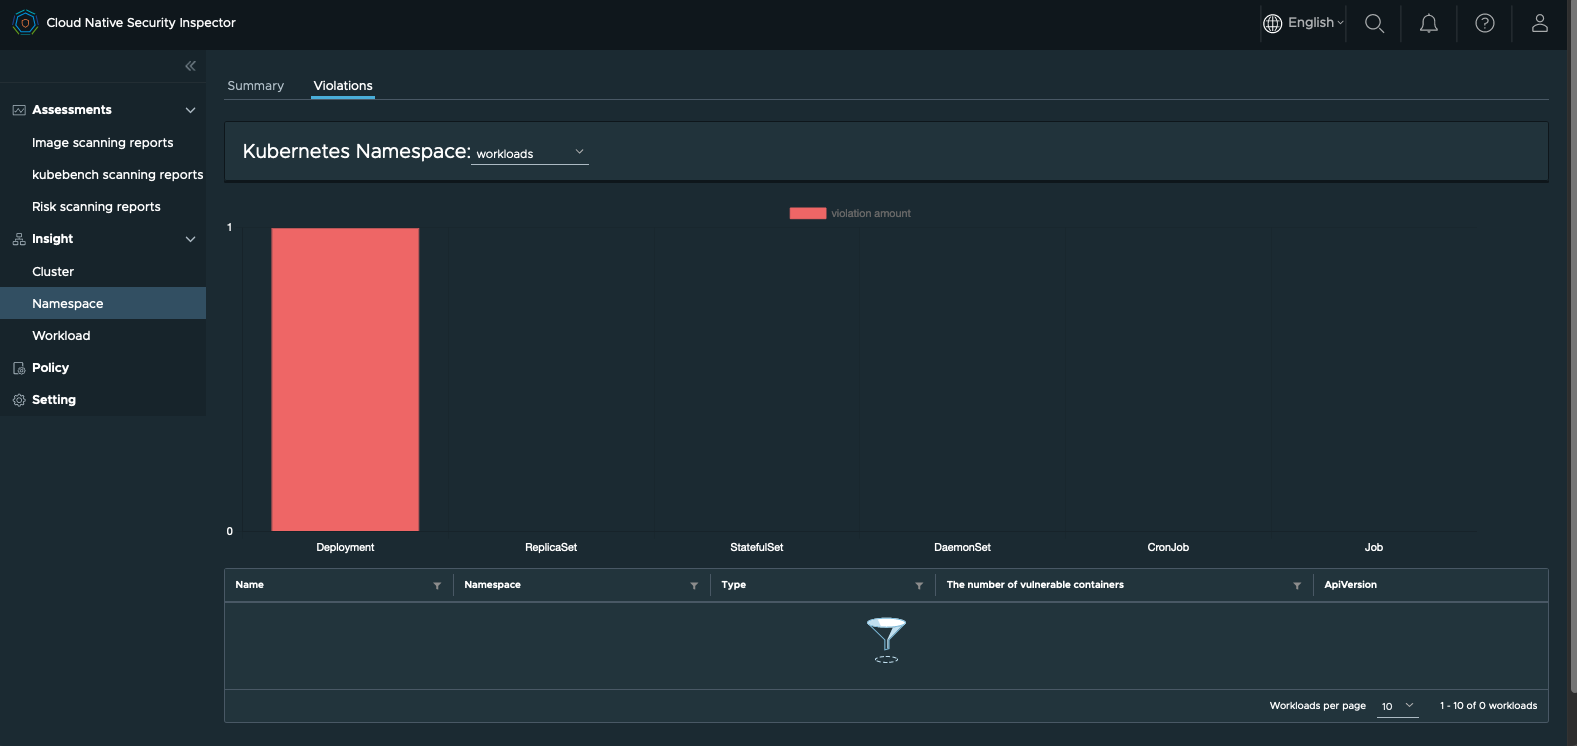 Cloud Native Security Inspector
English
Summary
Violations
Assessments
Image scanning reports
kubebench scanning reports
Risk scanning reports
Insight
Cluster
Namespace
Workload
Policy
Setting
Kubernetes Namespace: workloads
violation amount
1
0
Deployment ReplicaSet StatefulSet DaemonSet CronJob Job
Name Namespace Type The number of vulnerable containers ApiVersion
Workloads per page 10 1 - 10 of 0 workloads